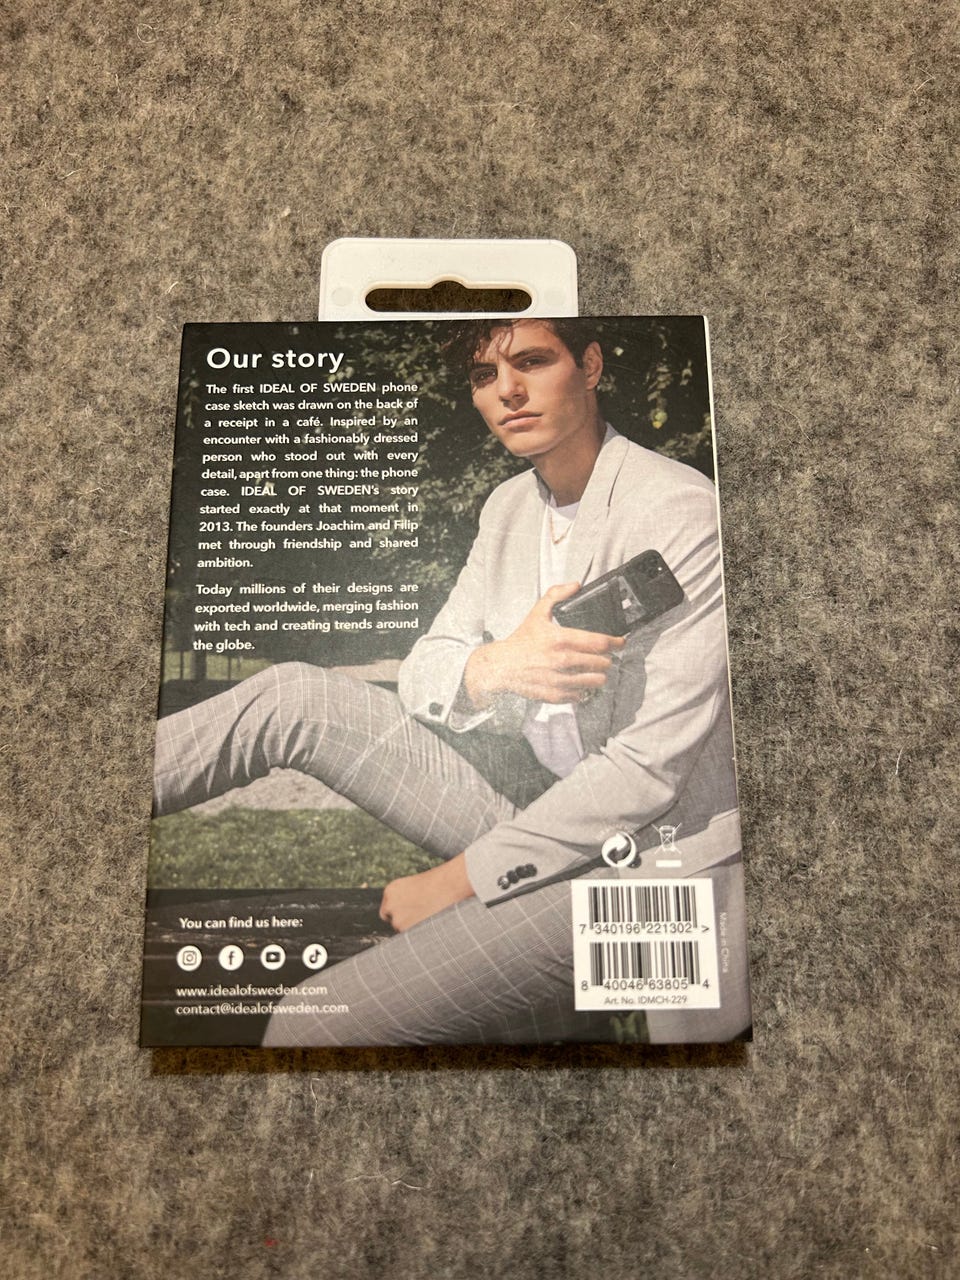 Our story
The first IDEAL OF SWEDEN phone
case sketch was drawn on the back of
a receipt in a café. Inspired by an
encounter with a fashionably dressed
person who stood out with every
detail, apart from one thing: the phone
case. IDEAL OF SWEDEN's story
started exactly at that moment in
2013. The founders Joachim and Filip
met through friendship and shared
ambition.
Today millions of their designs are
exported worldwide, merging fashion
with tech and creating trends around
the globe.
You can find us here:
www.idealofsweden.com
contact@idealofsweden.com
7 340196 221302 >
8 40046 63805 4
Art. No. IDMCH-229
Made in China